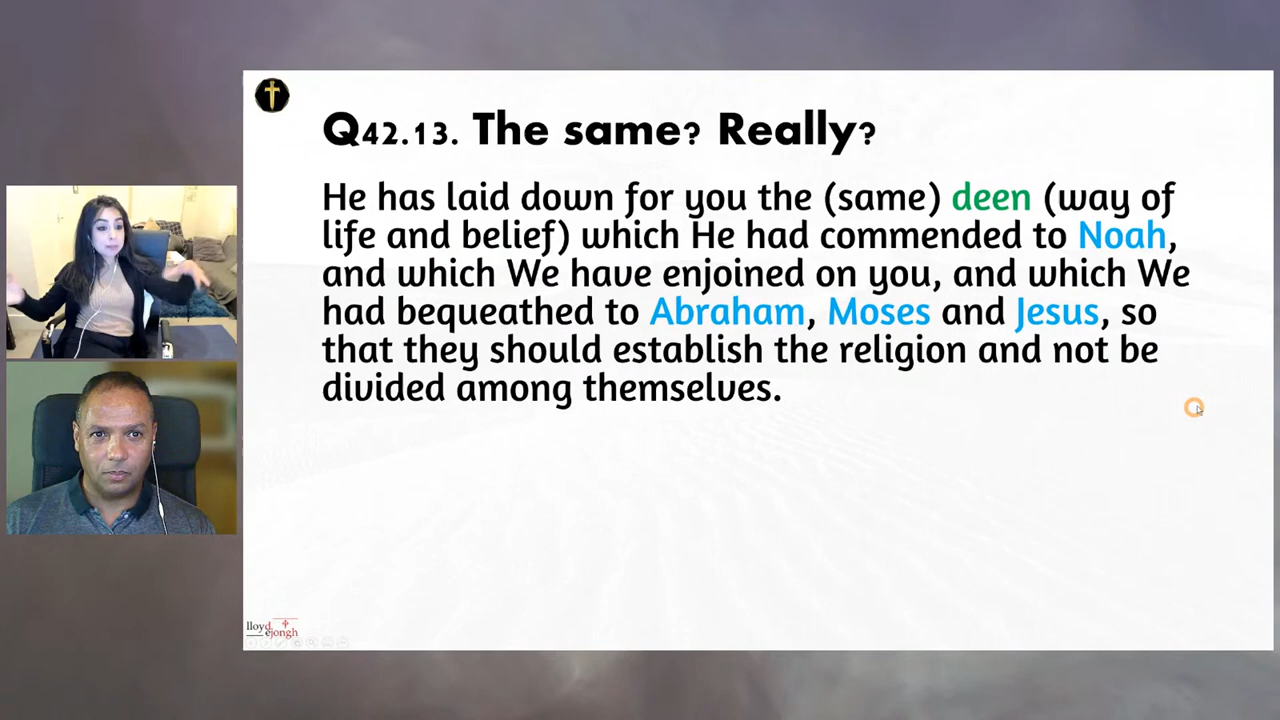 Q42.13. The same? Really?
He has laid down for you the (same) deen (way of
life and belief) which He had commended to Noah,
and which We have enjoined on you, and which We
had bequeathed to Abraham, Moses and Jesus, so
that they should establish the religion and not be
divided among themselves.
lloyd
ejongh